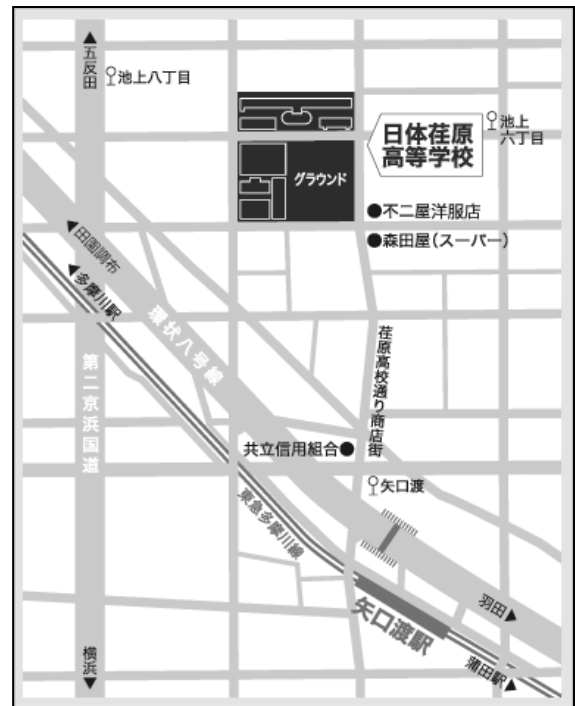 ▲五反田
池上八丁目
日体荏原
高等学校
池上
六丁目
グラウンド
●不二屋洋服店
●森田屋(スーパー)
▲田園調布
▲多摩川駅
環状八号線
第二京浜国道
荏原高校通り商店街
共立信用組合●
矢口渡
東急多摩川線
羽田▶
矢口渡駅
蒲田駅▶
横浜▼